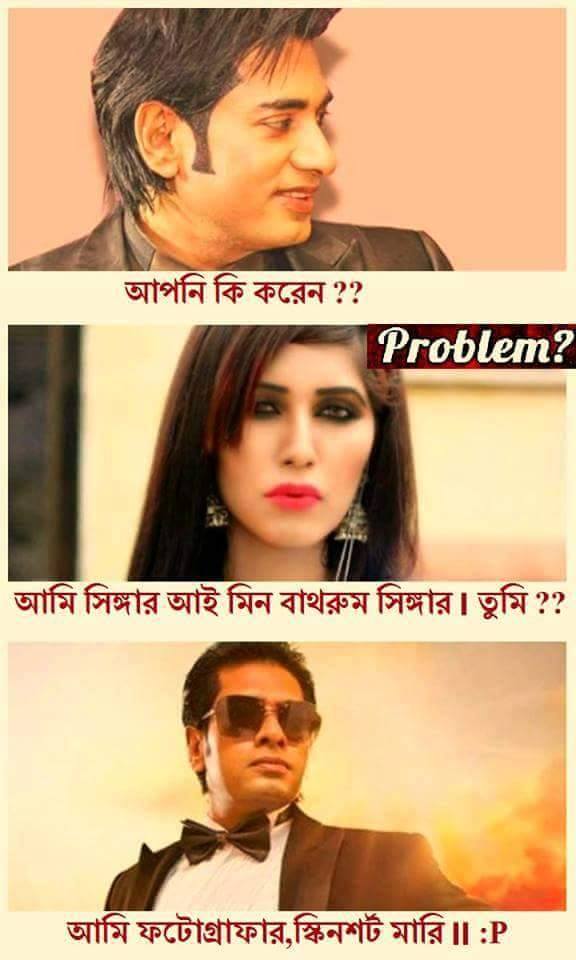 আপনি কি করেন ??
Problem?
আমি সিঙ্গার আই মিন বাথরুম সিঙ্গার। তুমি ??
আমি ফটোগ্রাফার,স্কিনশর্ট মারি॥ :P